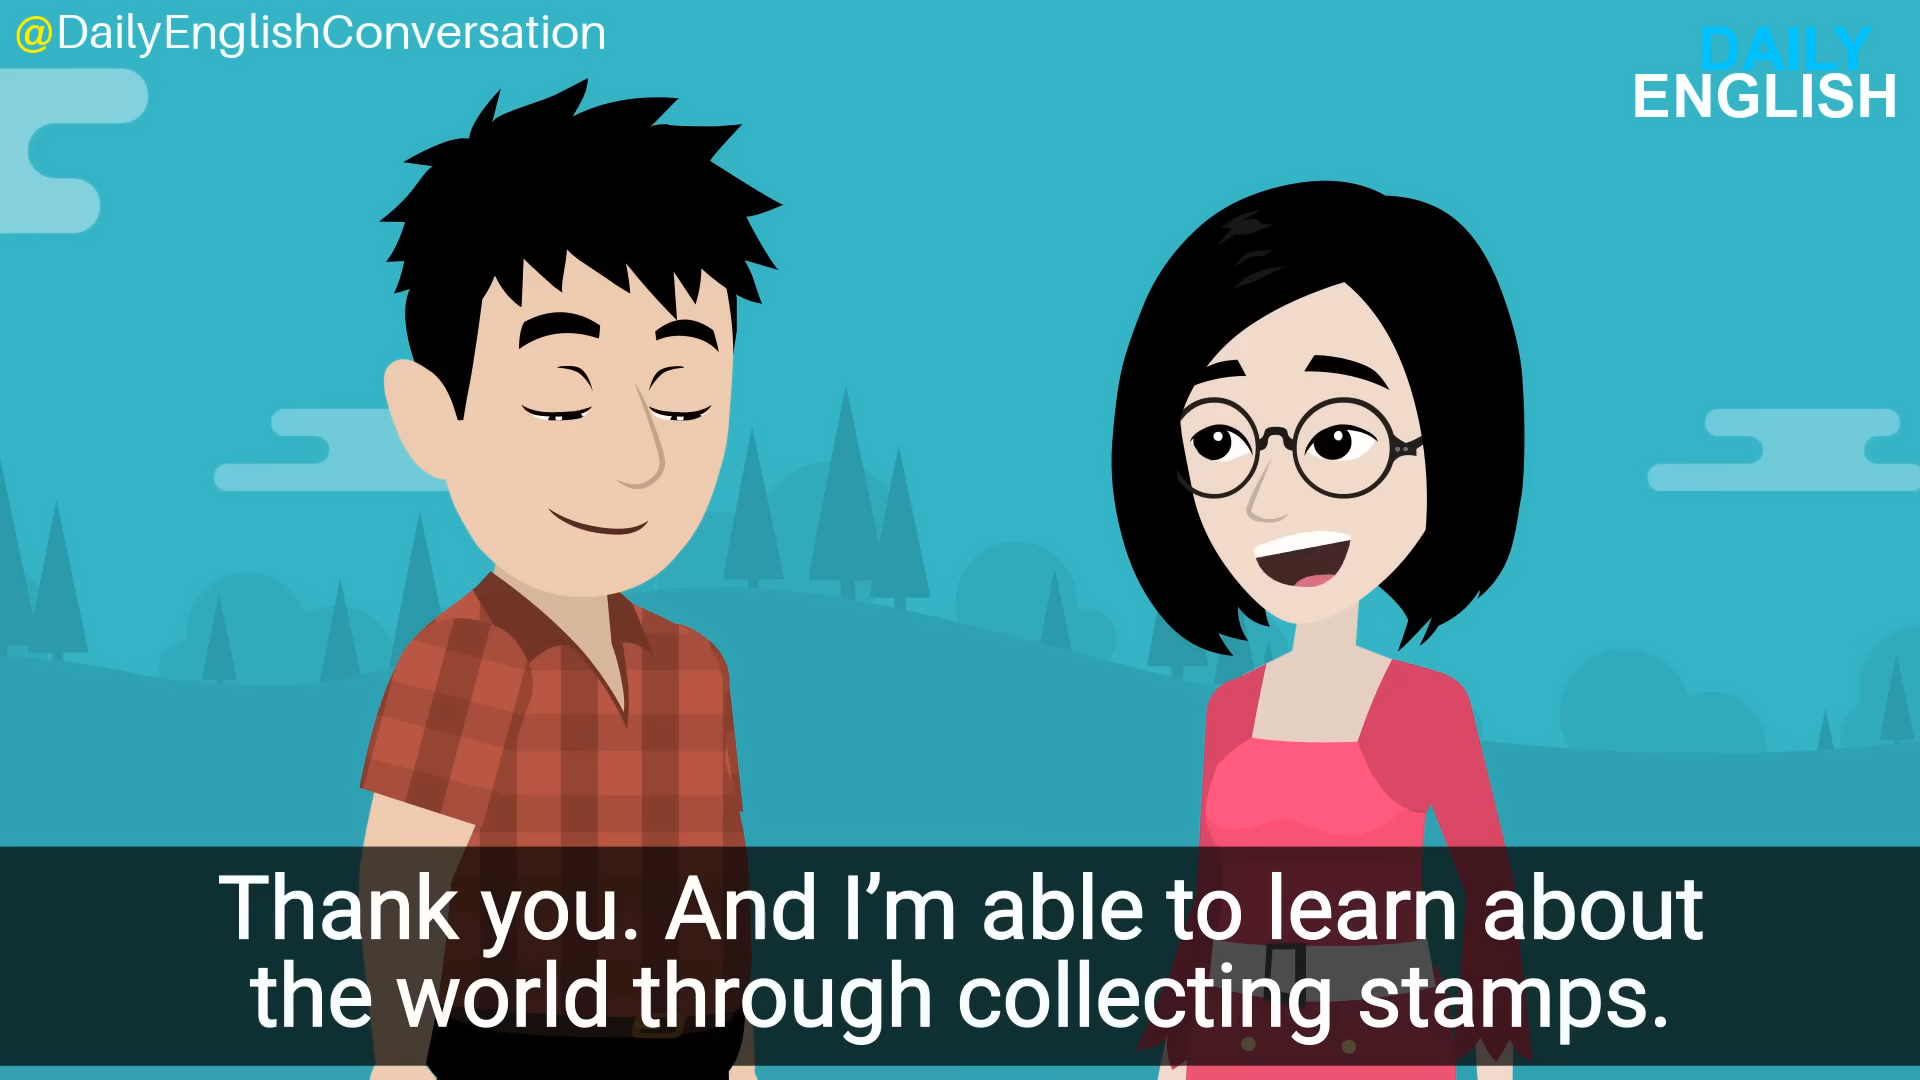 @DailyEnglishConversation
DAILY
ENGLISH
Thank you. And I’m able to learn about
the world through collecting stamps.